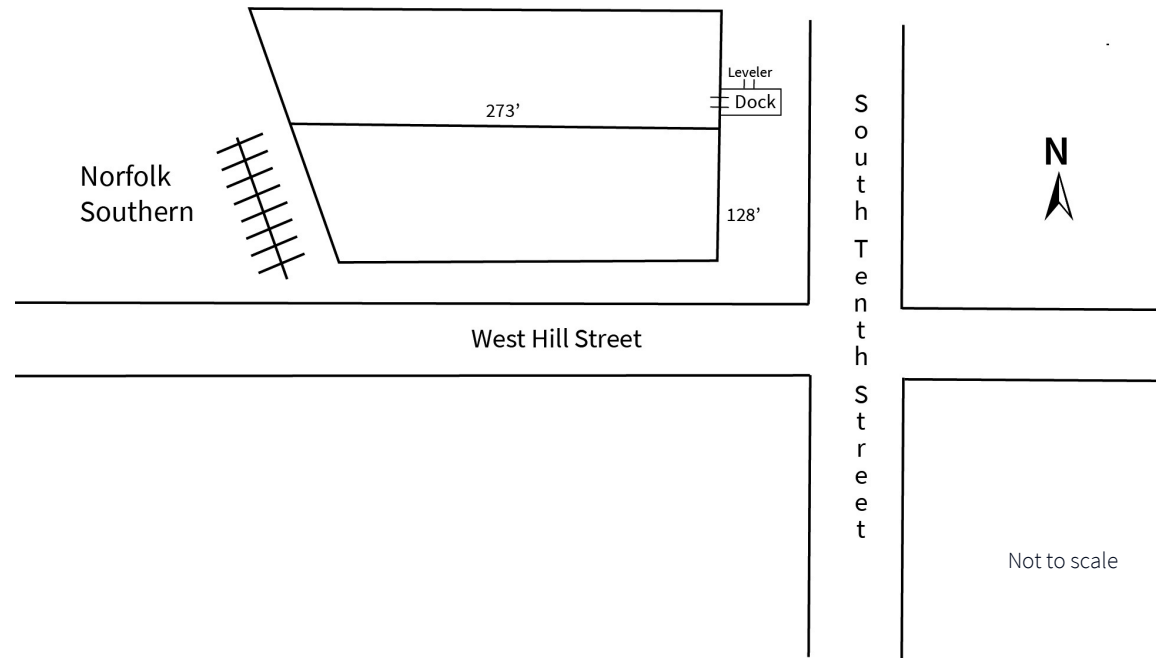 Leveler
Dock
273’
N
Norfolk
Southern
128’
West Hill Street
South Tenth Street
Not to scale